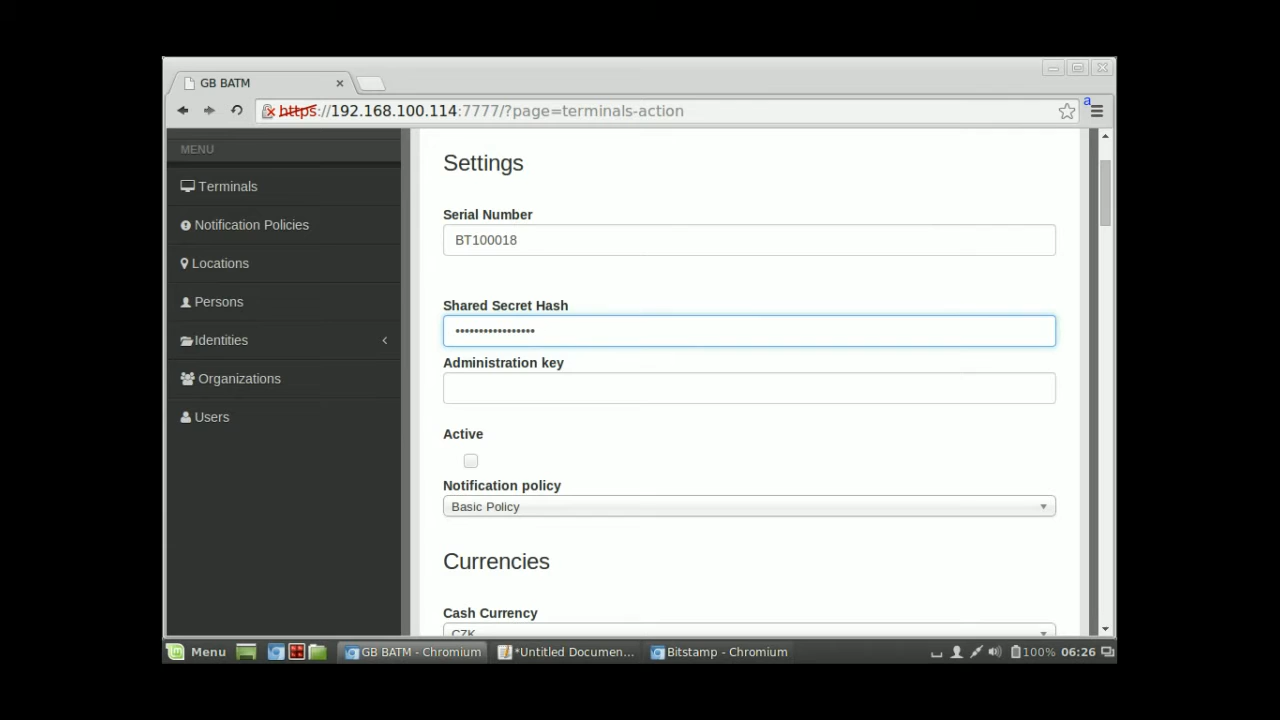 GB BATM
https://192.168.100.114:7777/?page=terminals-action
a
MENU
Terminals
Notification Policies
Locations
Persons
Identities
Organizations
Users
Settings
Serial Number
BT100018
Shared Secret Hash
•••••••••••••••••
Administration key
Active
Notification policy
Basic Policy
Currencies
Cash Currency
CZK
Menu
GB BATM - Chromium
*Untitled Documen...
Bitstamp - Chromium
100%
06:26